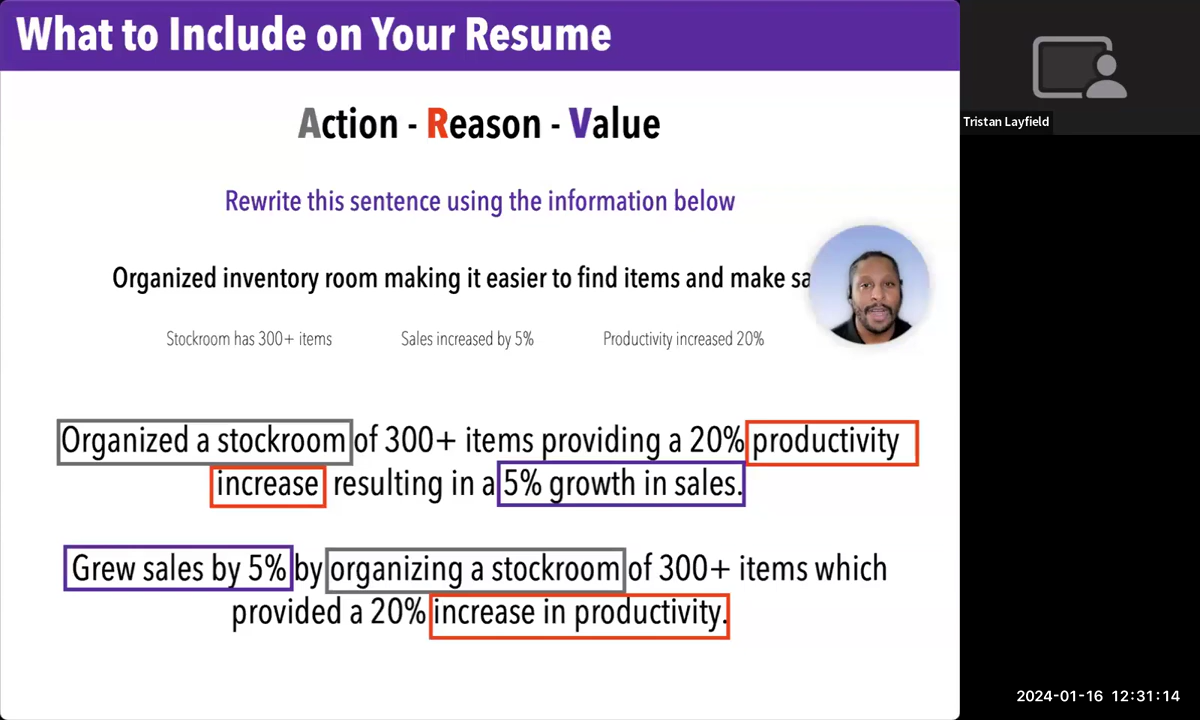 What to Include on Your Resume
Action - Reason - Value
Rewrite this sentence using the information below
Organized inventory room making it easier to find items and make
Stockroom has 300+ items Sales increased by 5% Productivity increased 20%
Organized a stockroom of 300+ items providing a 20% productivity
increase resulting in a 5% growth in sales.
Grew sales by 5% by organizing a stockroom of 300+ items which
provided a 20% increase in productivity.
Tristan Layfield
2024-01-16 12:31:14